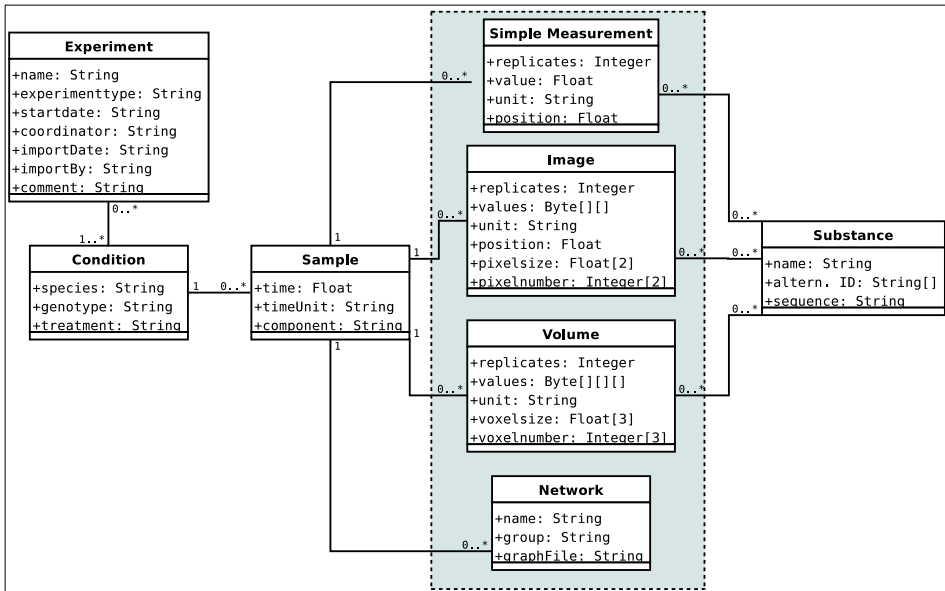 Experiment
+name: String
+experimenttype: String
+startdate: String
+coordinator: String
+importDate: String
+importBy: String
+comment: String
0..*
1..*
Condition
+species: String
+genotype: String
+treatment: String
1
0..*
Sample
+time: Float
+timeUnit: String
+component: String
1
1
1
1
Simple Measurement
+replicates: Integer
+value: Float
+unit: String
+position: Float
0..*
0..*
Image
+replicates: Integer
+values: Byte[][]
+unit: String
+position: Float
+pixelsize: Float[2]
+pixelnumber: Integer[2]
0..*
0..*
Volume
+replicates: Integer
+values: Byte[][][]
+unit: String
+voxelsize: Float[3]
+voxelnumber: Integer[3]
0..*
0..*
Network
+name: String
+group: String
+graphFile: String
0..*
Substance
+name: String
+altern. ID: String[]
+sequence: String
0..*
0..*
0..*